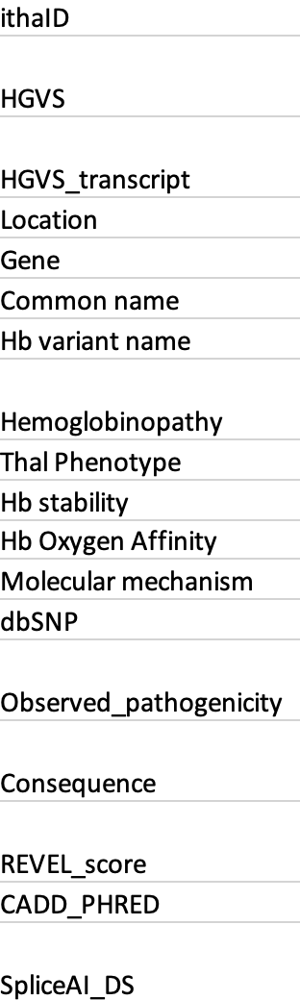 ithaID
HGVS
HGVS_transcript
Location
Gene
Common name
Hb variant name
Hemoglobinopathy
Thal Phenotype
Hb stability
Hb Oxygen Affinity
Molecular mechanism
dbSNP
Observed_pathogenicity
Consequence
REVEL_score
CADD_PHRED
SpliceAI_DS